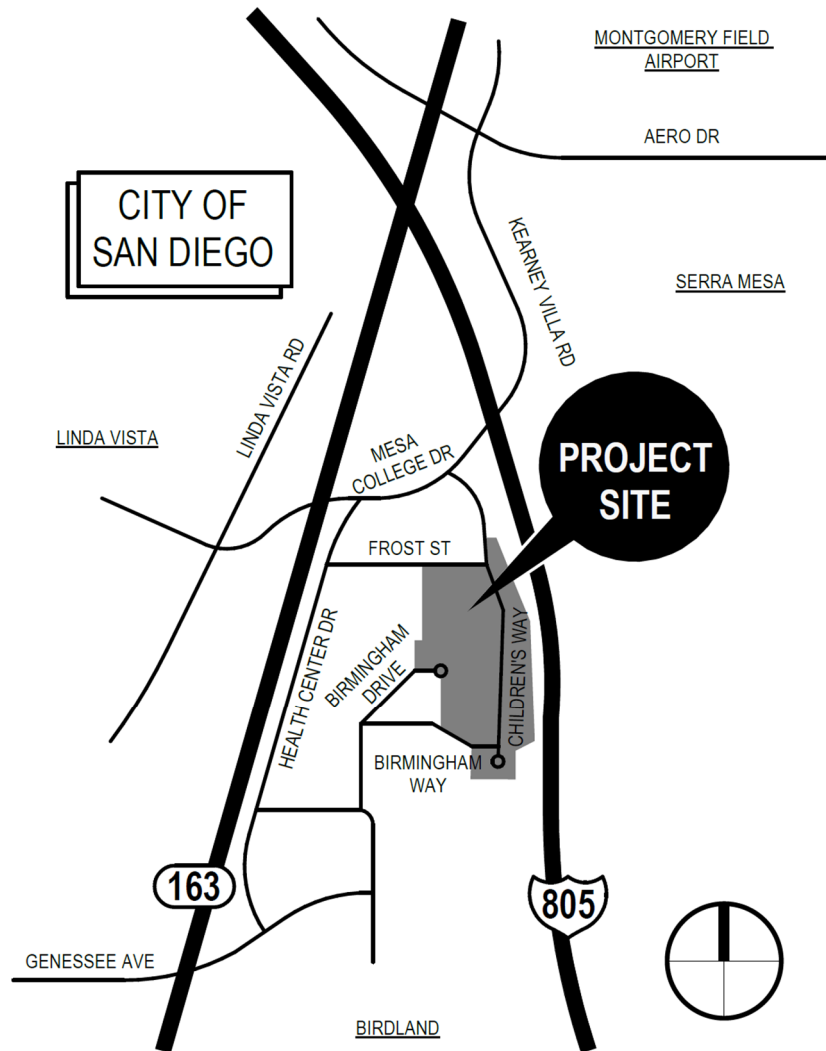 MONTGOMERY FIELD
AIRPORT
AERO DR
CITY OF
SAN DIEGO
KEARNEY VILLA RD
SERRA MESA
LINDA VISTA RD
LINDA VISTA
MESA
COLLEGE DR
PROJECT
SITE
FROST ST
HEALTH CENTER DR
BIRMINGHAM
DRIVE
CHILDREN'S WAY
BIRMINGHAM
WAY
163
805
GENESSEE AVE
BIRDLAND